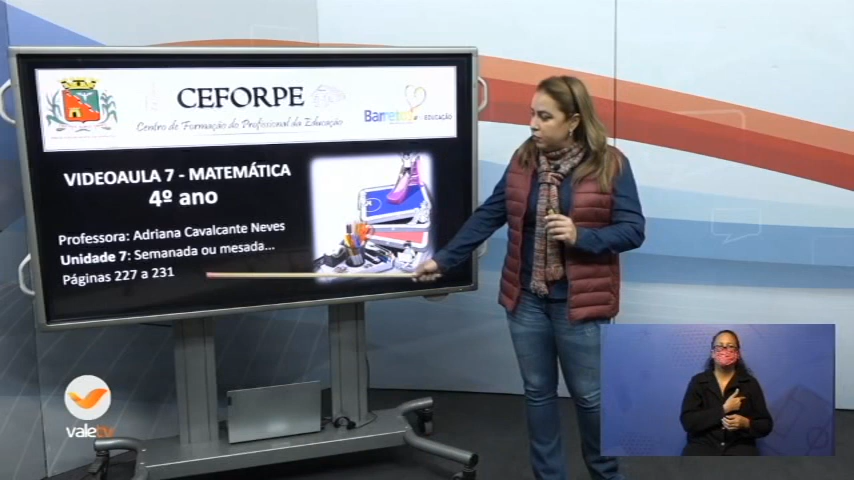 CEFORPE
Centro de Formação do Profissional da Educação
Barretos
EDUCAÇÃO
VIDEOAULA 7 - MATEMÁTICA
4º ano
Professora: Adriana Cavalcante Neves
Unidade 7: Semanada ou mesada...
Páginas 227 a 231
valetv